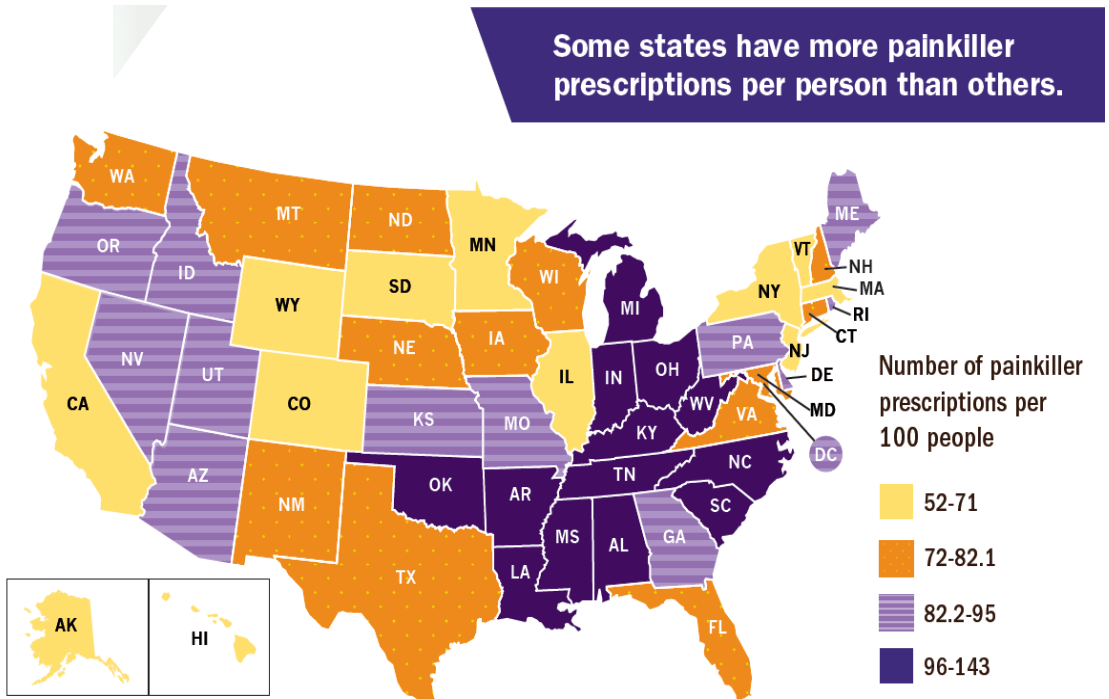 Some states have more painkiller
prescriptions per person than others.
WA
MT
ND
MN
ME
OR
ID
WI
VT
NH
SD
NY
MA
WY
MI
RI
CT
IA
NE
PA
NJ
NV
OH
IL
IN
DE
UT
CA
CO
WV
MD
VA
KS
MO
KY
DC
AZ
NC
TN
OK
NM
AR
SC
MS
AL
GA
LA
TX
FL
AK
HI
Number of painkiller
prescriptions per
100 people
52-71
72-82.1
82.2-95
96-143